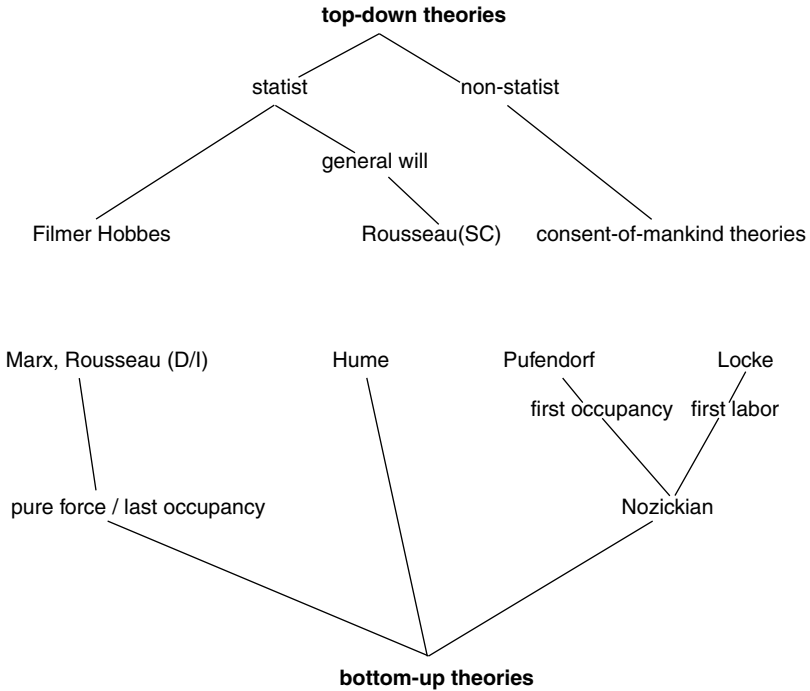 top-down theories
statist non-statist
general will
Filmer Hobbes Rousseau(SC) consent-of-mankind theories
Marx, Rousseau (D/I) Hume Pufendorf Locke
first occupancy first labor
pure force / last occupancy Nozickian
bottom-up theories